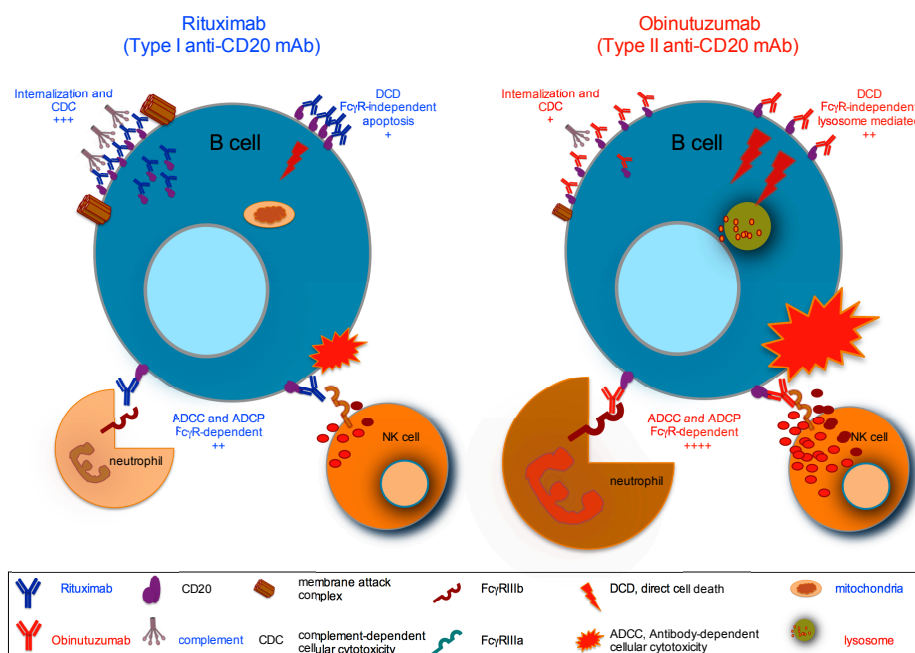 Rituximab
(Type I anti-CD20 mAb)
Obinutuzumab
(Type II anti-CD20 mAb)
Internalization and
CDC
+++
DCD
FcγR-independent
apoptosis
+
B cell
Internalization and
CDC
+
DCD
FcγR-independent
lysosome mediated
++
B cell
ADCC and ADCP
FcγR-dependent
++
neutrophil
NK cell
ADCC and ADCP
FcγR-dependent
++++
neutrophil
NK cell
Rituximab
CD20
membrane attack
complex
FcγRIIIb
DCD, direct cell death
mitochondria
Obinutuzumab
complement
CDC
complement-dependent
cellular cytotoxicity
FcγRIIIa
ADCC, Antibody-dependent
cellular cytotoxicity
lysosome